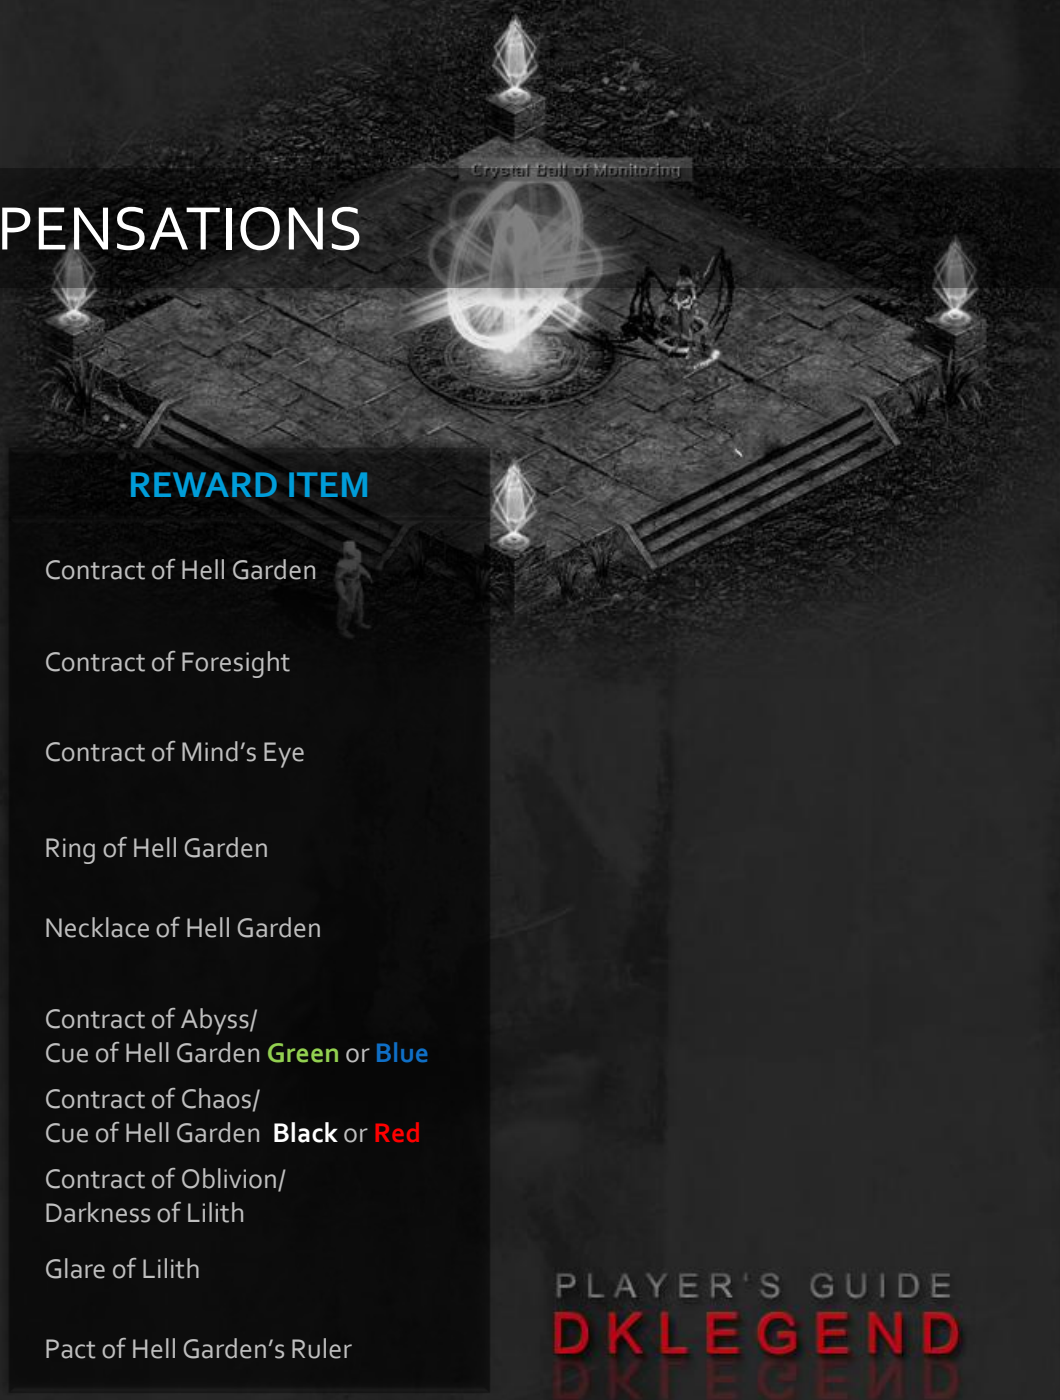 Crystal Ball of Monitoring
PENSATIONS
REWARD ITEM
Contract of Hell Garden
Contract of Foresight
Contract of Mind’s Eye
Ring of Hell Garden
Necklace of Hell Garden
Contract of Abyss/
Cue of Hell Garden Green or Blue
Contract of Chaos/
Cue of Hell Garden Black or Red
Contract of Oblivion/
Darkness of Lilith
Glare of Lilith
Pact of Hell Garden’s Ruler
PLAYER'S GUIDE
DKLEGEND